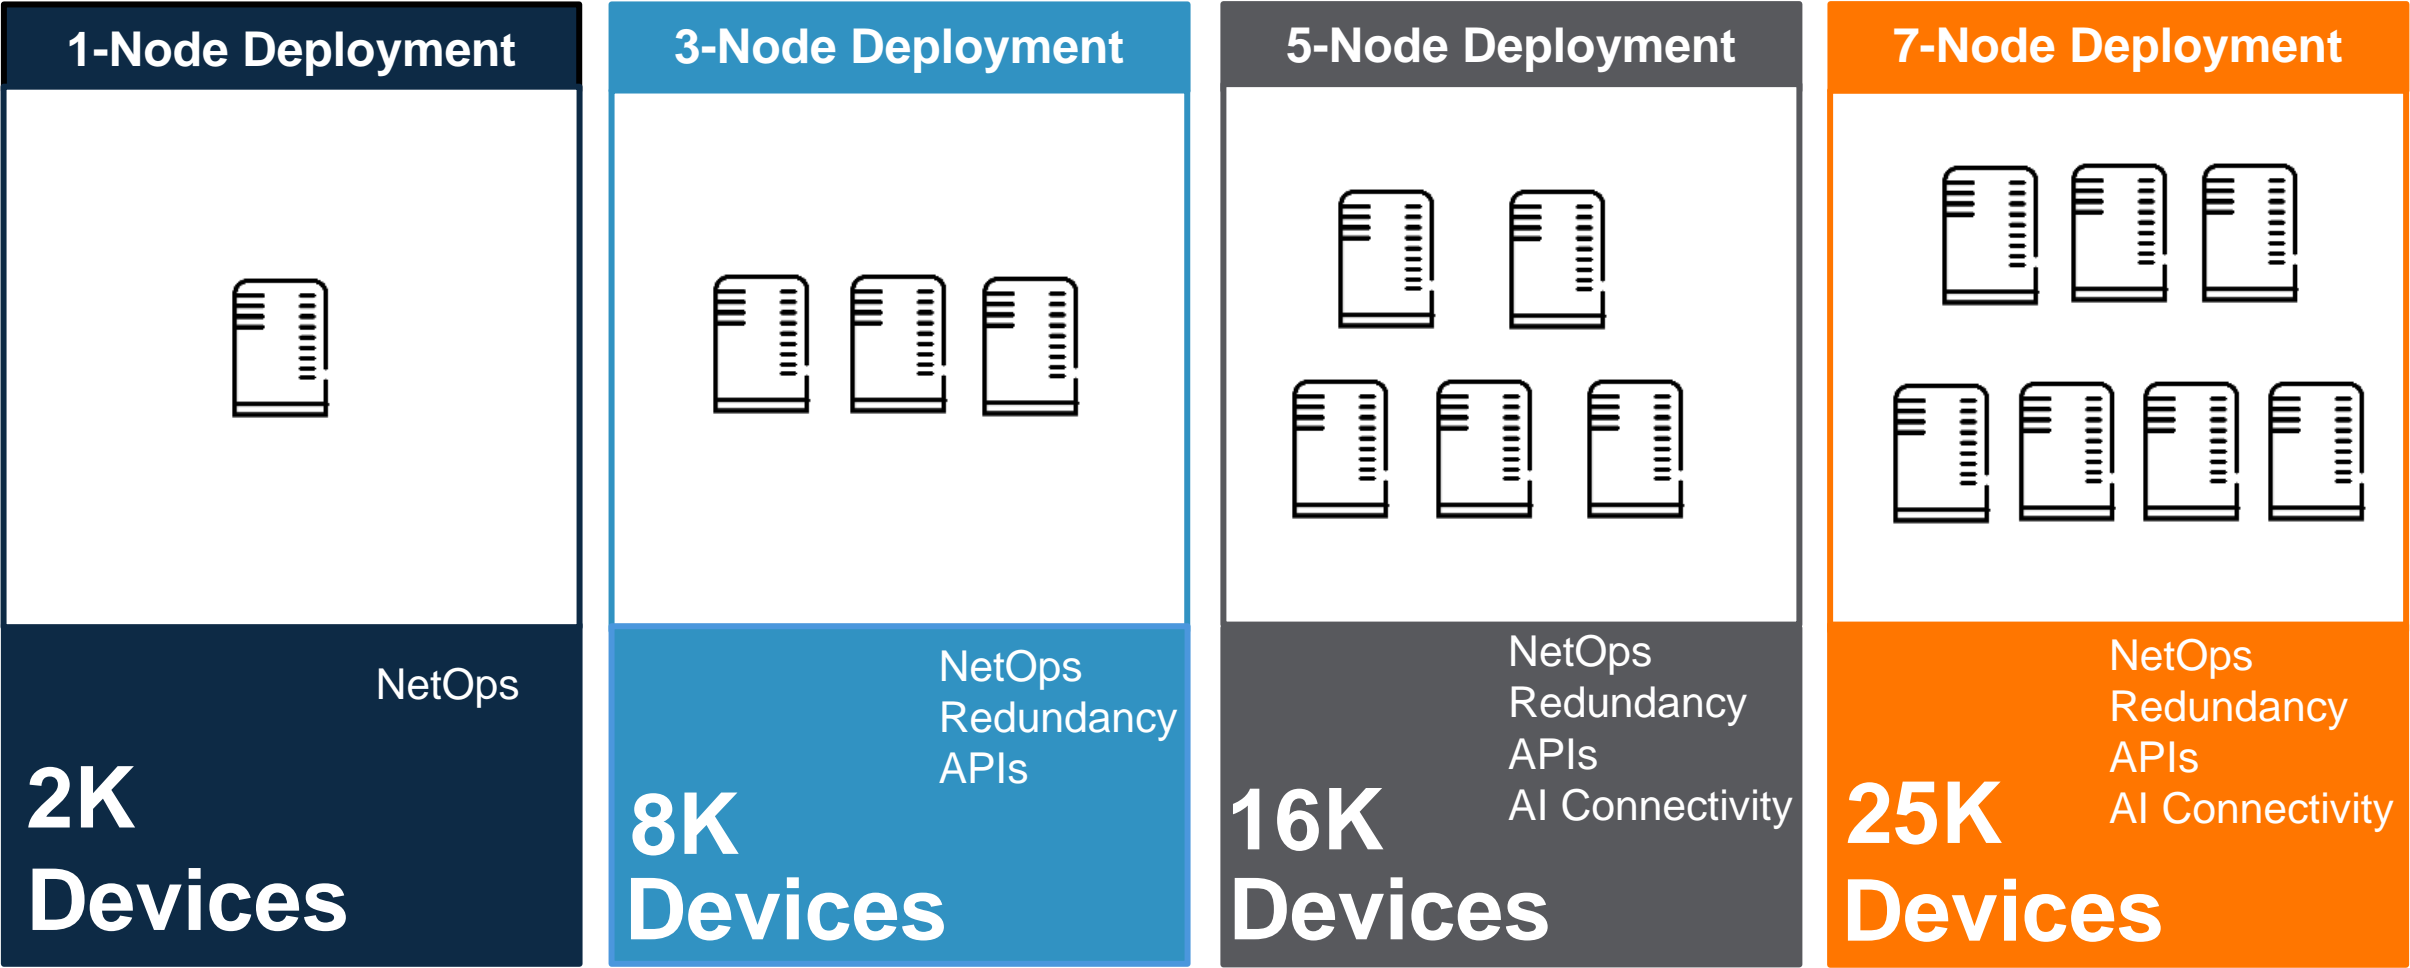 1-Node Deployment
NetOps
2K
Devices
3-Node Deployment
NetOps
Redundancy
APIs
8K
Devices
5-Node Deployment
NetOps
Redundancy
APIs
AI Connectivity
16K
Devices
7-Node Deployment
NetOps
Redundancy
APIs
AI Connectivity
25K
Devices